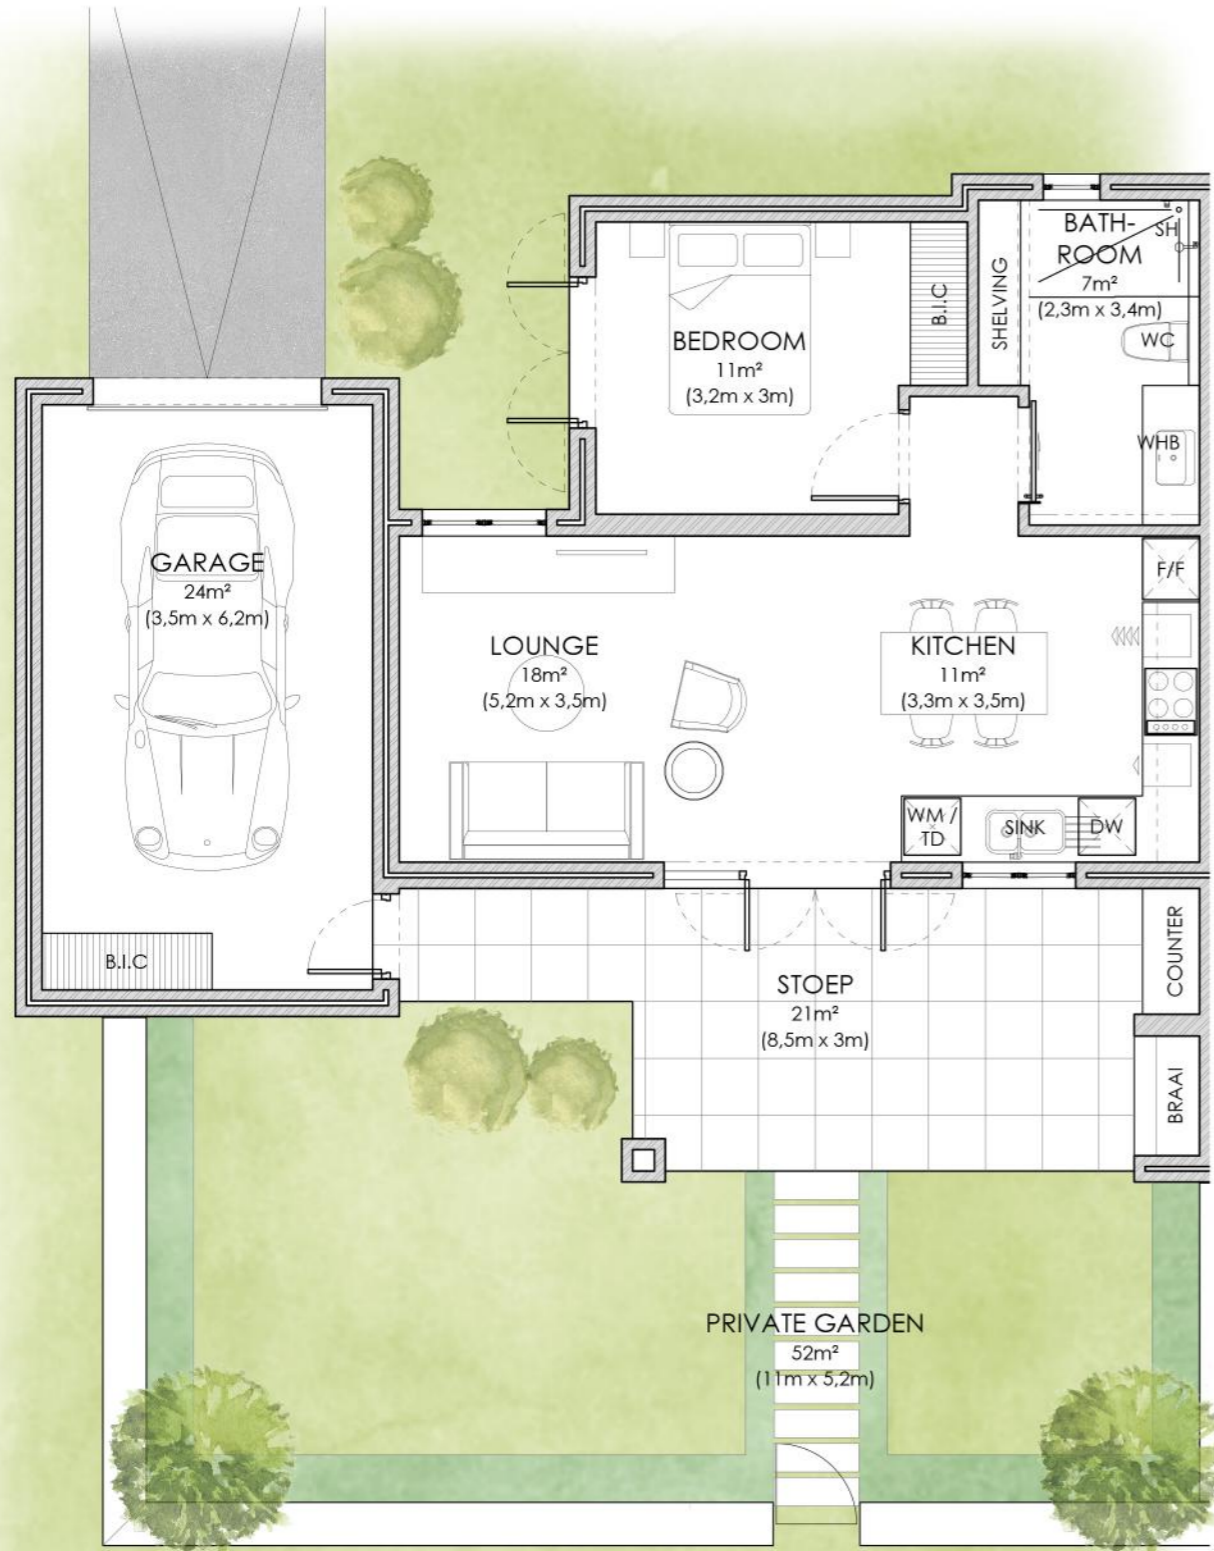 BATH-
ROOM
7m²
(2,3m x 3,4m)
SH
SHELVING
WC
WHB
BEDROOM
11m²
(3,2m x 3m)
B.I.C
GARAGE
24m²
(3,5m x 6,2m)
B.I.C
LOUNGE
18m²
(5,2m x 3,5m)
KITCHEN
11m²
(3,3m x 3,5m)
F/F
WM /
TD
SINK
DW
STOEP
21m²
(8,5m x 3m)
COUNTER
BRAAI
PRIVATE GARDEN
52m²
(11m x 5,2m)